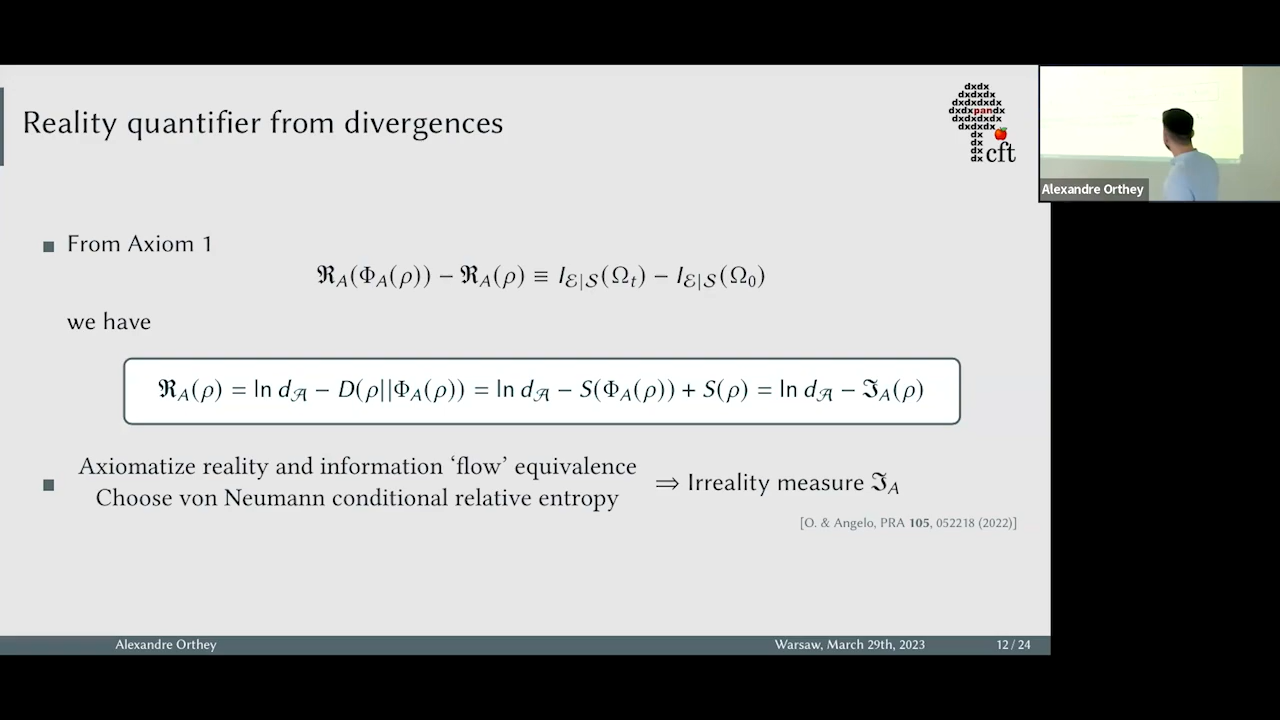 Reality quantifier from divergences
dxdx
dxdxdx
dxdxdxdx
dxdxpandx
dxdxdxdx
dxdxdx
dx
dx
dx
dx cft
Alexandre Orthey
■ From Axiom 1
ℜ_A(Φ_A(ρ)) − ℜ_A(ρ) ≡ I_{ℰ|𝒮}(Ω_t) − I_{ℰ|𝒮}(Ω_0)
we have
ℜ_A(ρ) = ln d_𝒜 − D(ρ||Φ_A(ρ)) = ln d_𝒜 − S(Φ_A(ρ)) + S(ρ) = ln d_𝒜 − ℑ_A(ρ)
■ Axiomatize reality and information ‘flow’ equivalence
Choose von Neumann conditional relative entropy
⇒ Irreality measure ℑ_A
[O. & Angelo, PRA 105, 052218 (2022)]
Alexandre Orthey Warsaw, March 29th, 2023 12 / 24